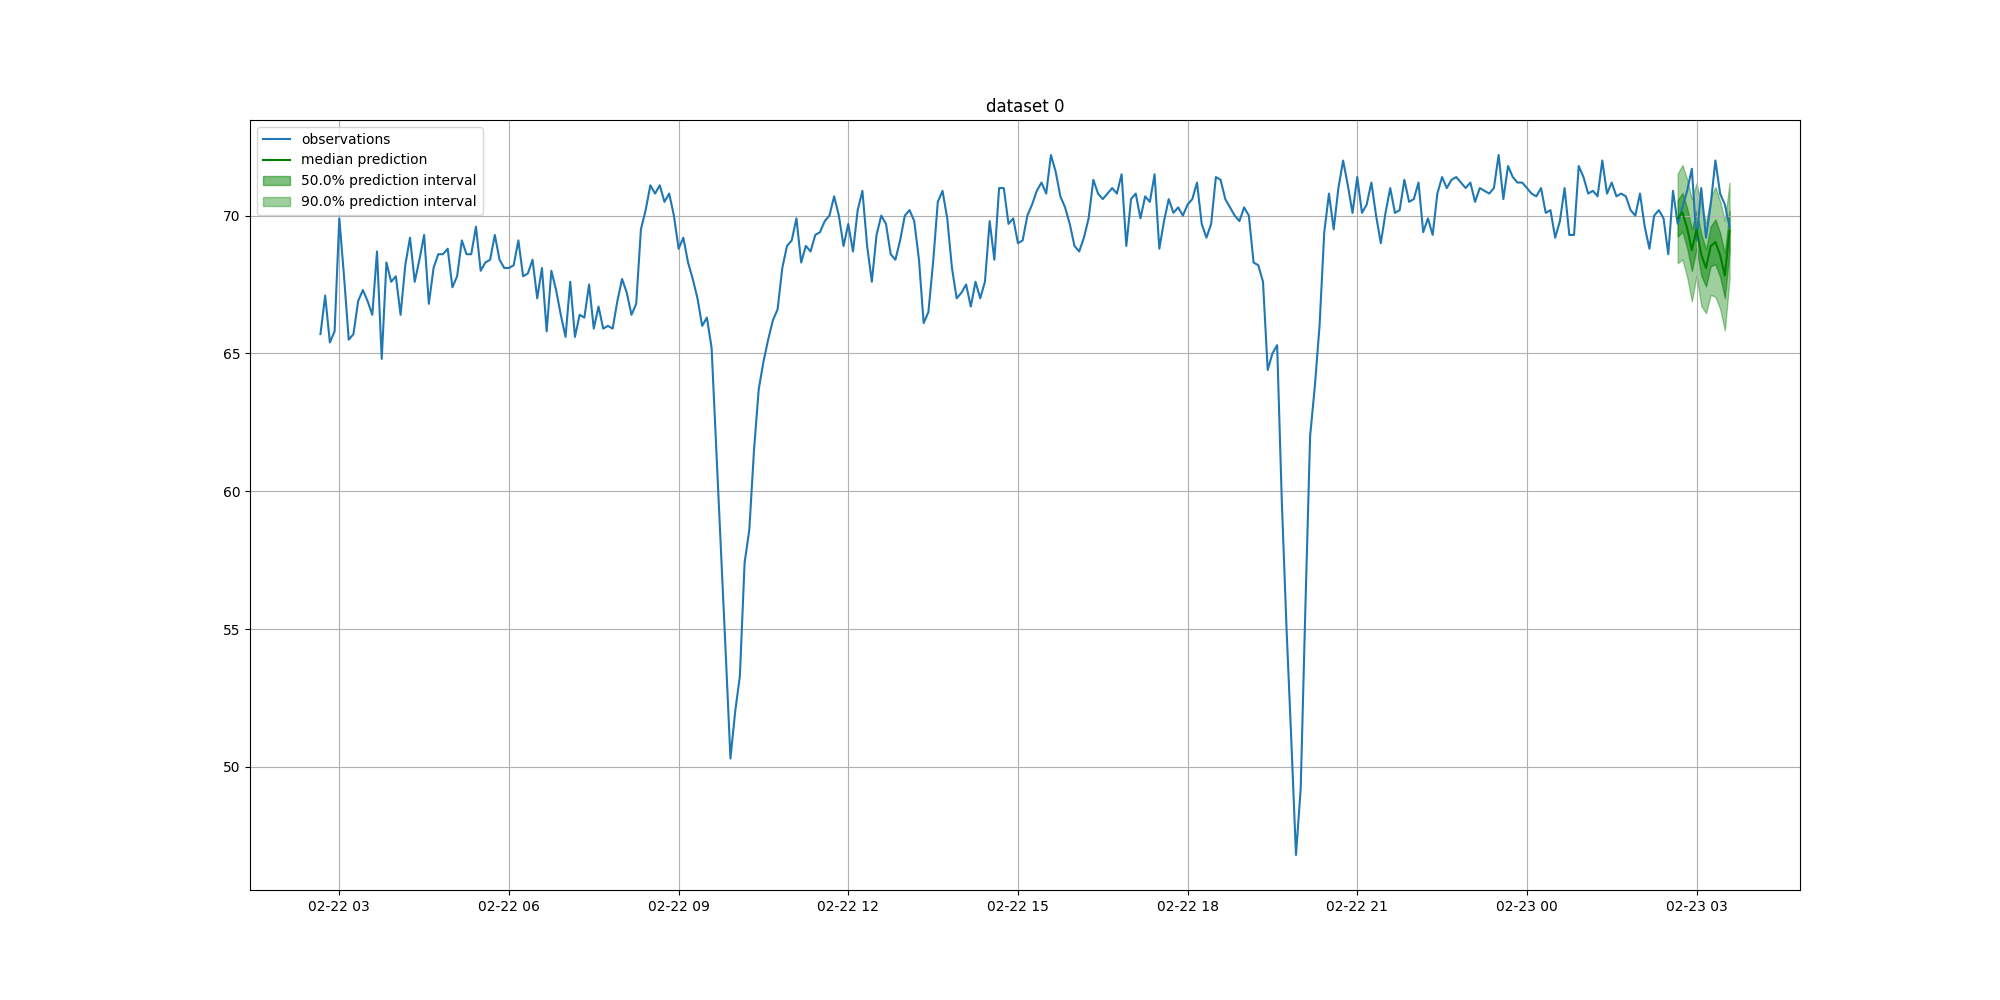 dataset 0
observations
median prediction
50.0% prediction interval
90.0% prediction interval
70
65
60
55
50
02-22 03
02-22 06
02-22 09
02-22 12
02-22 15
02-22 18
02-22 21
02-23 00
02-23 03